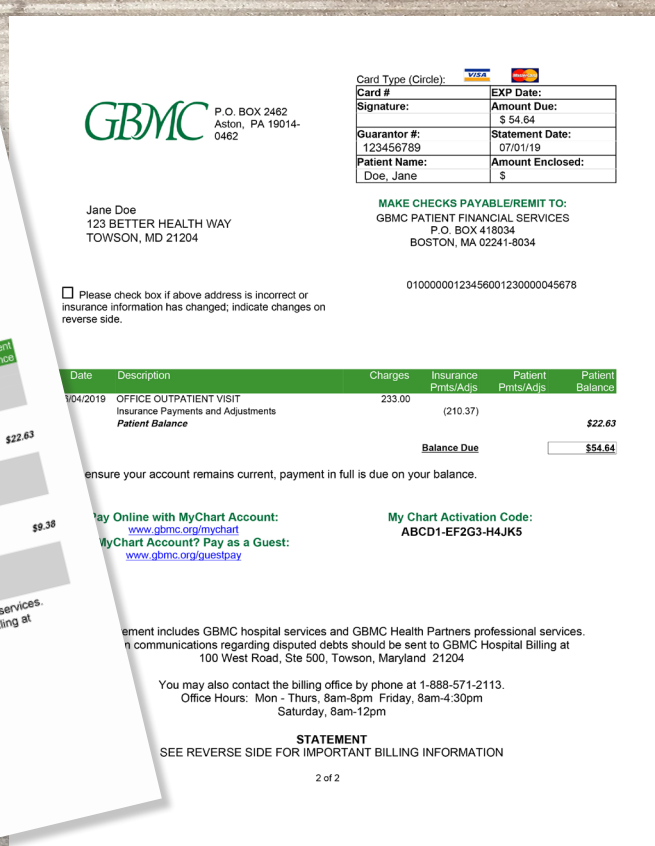 Card Type (Circle): VISA MasterCard
Card # EXP Date:
Signature: Amount Due:
$ 54.64
Guarantor #: Statement Date:
123456789 07/01/19
Patient Name: Amount Enclosed:
Doe, Jane $
GBMC
P.O. BOX 2462
Aston, PA 19014-
0462
Jane Doe
123 BETTER HEALTH WAY
TOWSON, MD 21204
MAKE CHECKS PAYABLE/REMIT TO:
GBMC PATIENT FINANCIAL SERVICES
P.O. BOX 418034
BOSTON, MA 02241-8034
01000000123456001230000045678
Please check box if above address is incorrect or
insurance information has changed; indicate changes on
reverse side.
Date Description Charges Insurance Pmts/Adjs Patient Pmts/Adjs Patient Balance
/04/2019 OFFICE OUTPATIENT VISIT 233.00
Insurance Payments and Adjustments (210.37)
Patient Balance $22.63
Balance Due $54.64
ensure your account remains current, payment in full is due on your balance.
Pay Online with MyChart Account:
www.gbmc.org/mychart
MyChart Account? Pay as a Guest:
www.gbmc.org/guestpay
My Chart Activation Code:
ABCD1-EF2G3-H4JK5
ement includes GBMC hospital services and GBMC Health Partners professional services.
n communications regarding disputed debts should be sent to GBMC Hospital Billing at
100 West Road, Ste 500, Towson, Maryland 21204
You may also contact the billing office by phone at 1-888-571-2113.
Office Hours: Mon - Thurs, 8am-8pm Friday, 8am-4:30pm
Saturday, 8am-12pm
STATEMENT
SEE REVERSE SIDE FOR IMPORTANT BILLING INFORMATION
2 of 2
ent
nce
$22.63
$9.38
services.
ling at